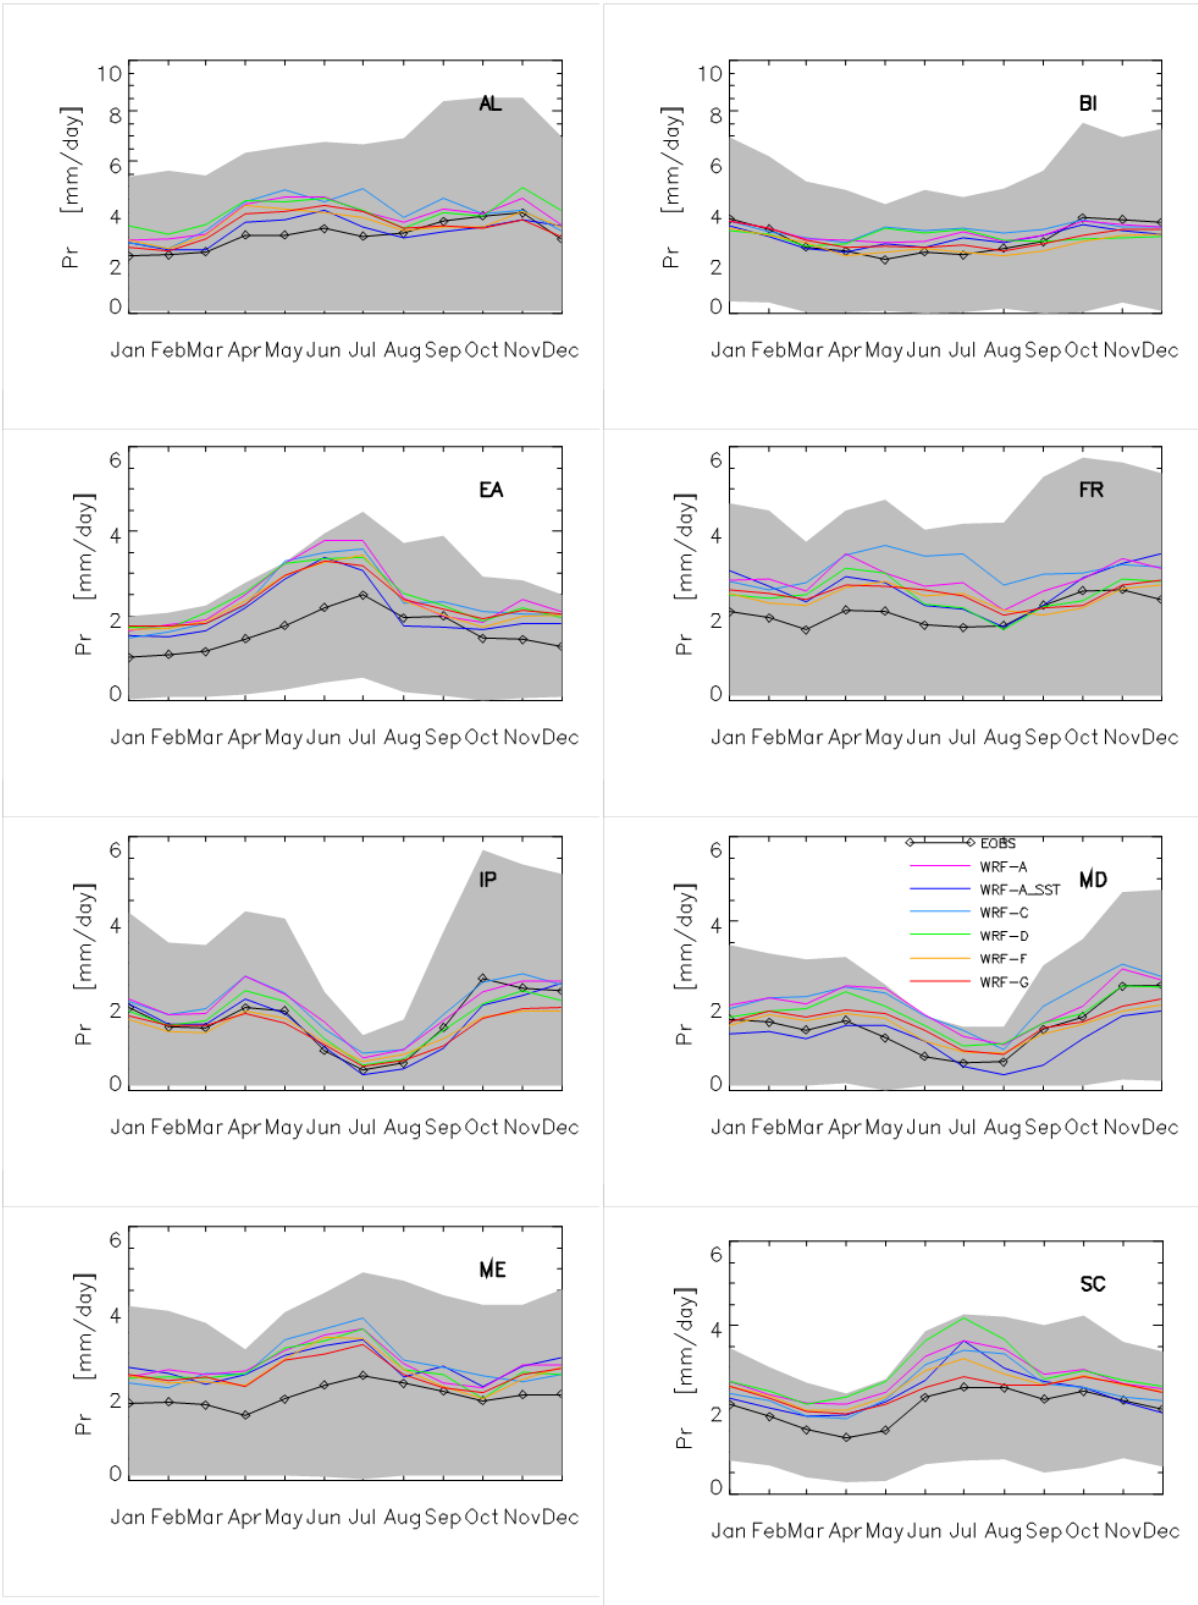 10
AL
8
6
4
2
0
Pr [mm/day]
Jan Feb Mar Apr May Jun Jul Aug Sep Oct Nov Dec
10
BI
8
6
4
2
0
Pr [mm/day]
Jan Feb Mar Apr May Jun Jul Aug Sep Oct Nov Dec
6
EA
4
2
0
Pr [mm/day]
Jan Feb Mar Apr May Jun Jul Aug Sep Oct Nov Dec
6
FR
4
2
0
Pr [mm/day]
Jan Feb Mar Apr May Jun Jul Aug Sep Oct Nov Dec
6
IP
4
2
0
Pr [mm/day]
Jan Feb Mar Apr May Jun Jul Aug Sep Oct Nov Dec
6
EOBS
WRF-A
MD
WRF-A_SST
WRF-C
4
WRF-D
WRF-F
WRF-G
2
0
Pr [mm/day]
Jan Feb Mar Apr May Jun Jul Aug Sep Oct Nov Dec
6
ME
4
2
0
Pr [mm/day]
Jan Feb Mar Apr May Jun Jul Aug Sep Oct Nov Dec
6
SC
4
2
0
Pr [mm/day]
Jan Feb Mar Apr May Jun Jul Aug Sep Oct Nov Dec